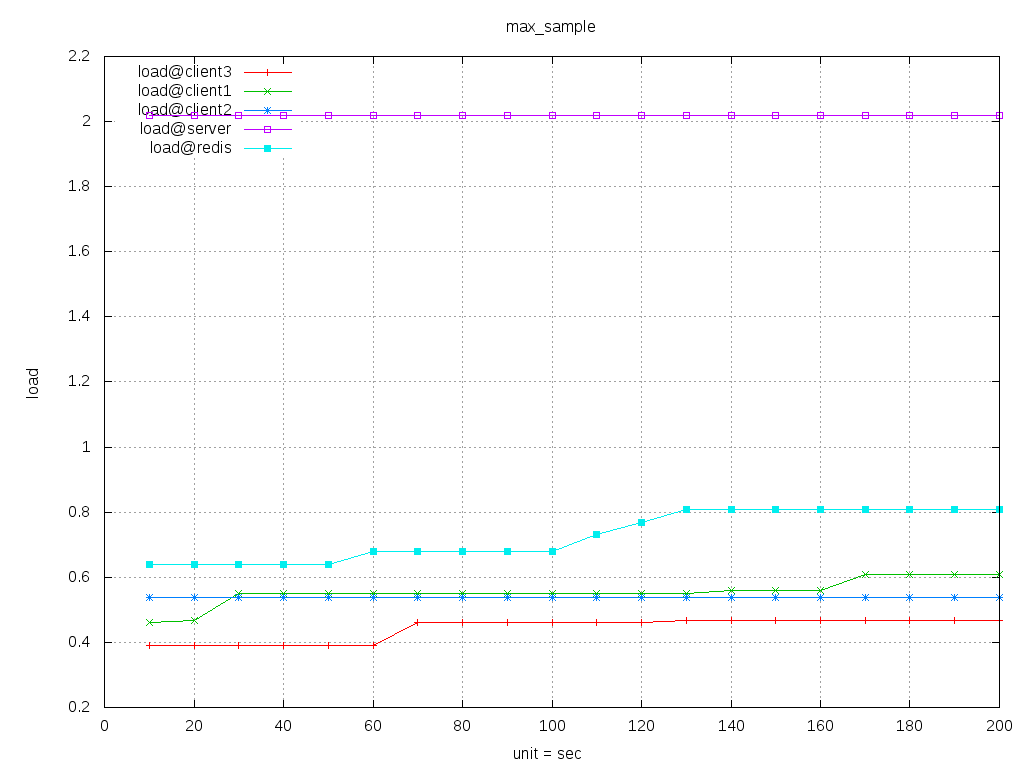 max_sample
load@client3
load@client1
load@client2
load@server
load@redis
2.2
2
1.8
1.6
1.4
1.2
1
0.8
0.6
0.4
0.2
load
0 20 40 60 80 100 120 140 160 180 200
unit = sec